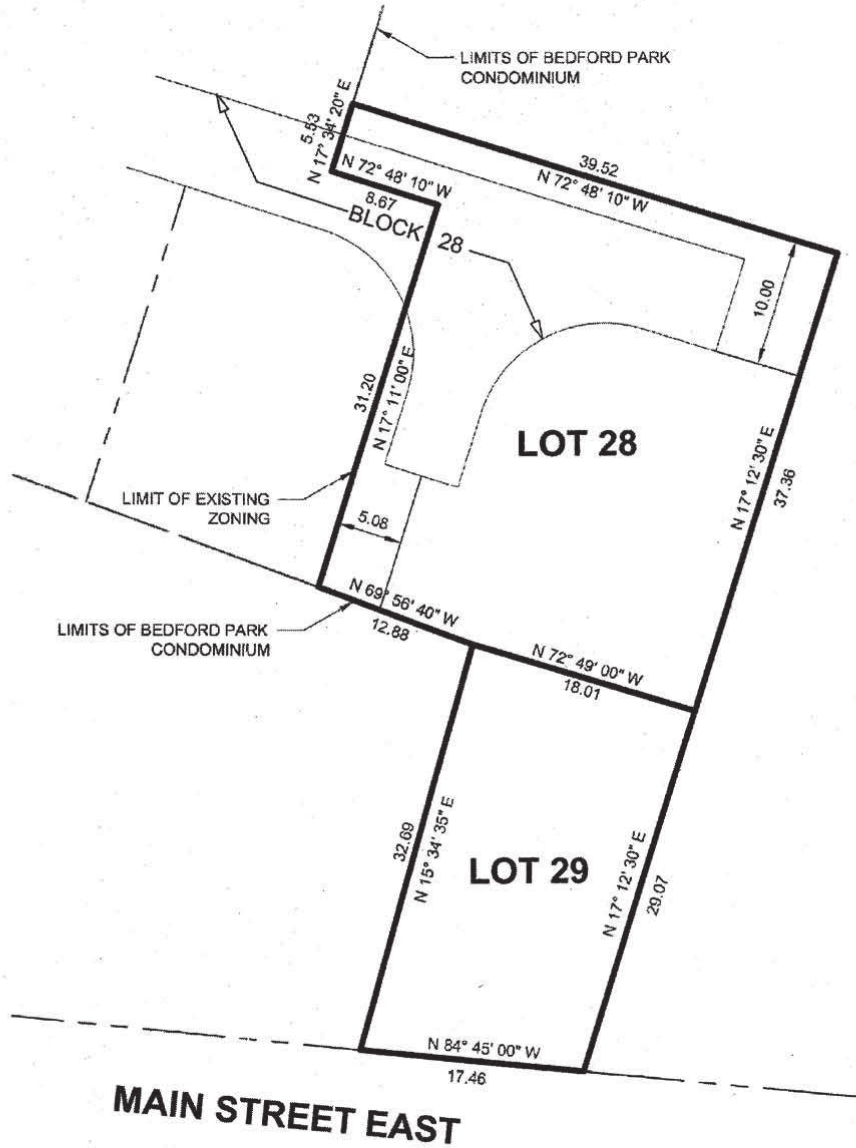 LIMITS OF BEDFORD PARK
CONDOMINIUM
5.53
N 17° 34' 20" E
39.52
N 72° 48' 10" W
N 72° 48' 10" W
8.67
BLOCK 28
10.00
31.20
N 17° 11' 00" E
LOT 28
N 17° 12' 30" E
37.36
LIMIT OF EXISTING
ZONING
5.08
N 69° 56' 40" W
12.88
LIMITS OF BEDFORD PARK
CONDOMINIUM
N 72° 49' 00" W
18.01
32.69
N 15° 34' 35" E
LOT 29
N 17° 12' 30" E
29.07
N 84° 45' 00" W
17.46
MAIN STREET EAST